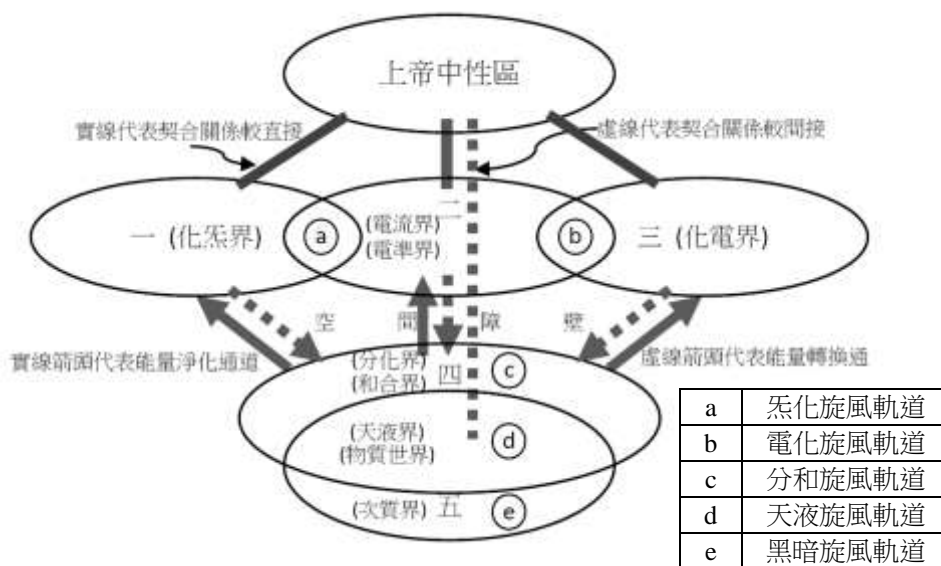 上帝中性區
實線代表契合關係較直接
虛線代表契合關係較間接
一 (化炁界)
a
(電流界)
(電準界)
二
b
三 (化電界)
空 間 障 壁
實線箭頭代表能量淨化通道
虛線箭頭代表能量轉換通
(分化界)
(和合界)
四
c
(天液界)
(物質世界)
d
(次質界) 五
e
a 炁化旋風軌道
b 電化旋風軌道
c 分和旋風軌道
d 天液旋風軌道
e 黑暗旋風軌道